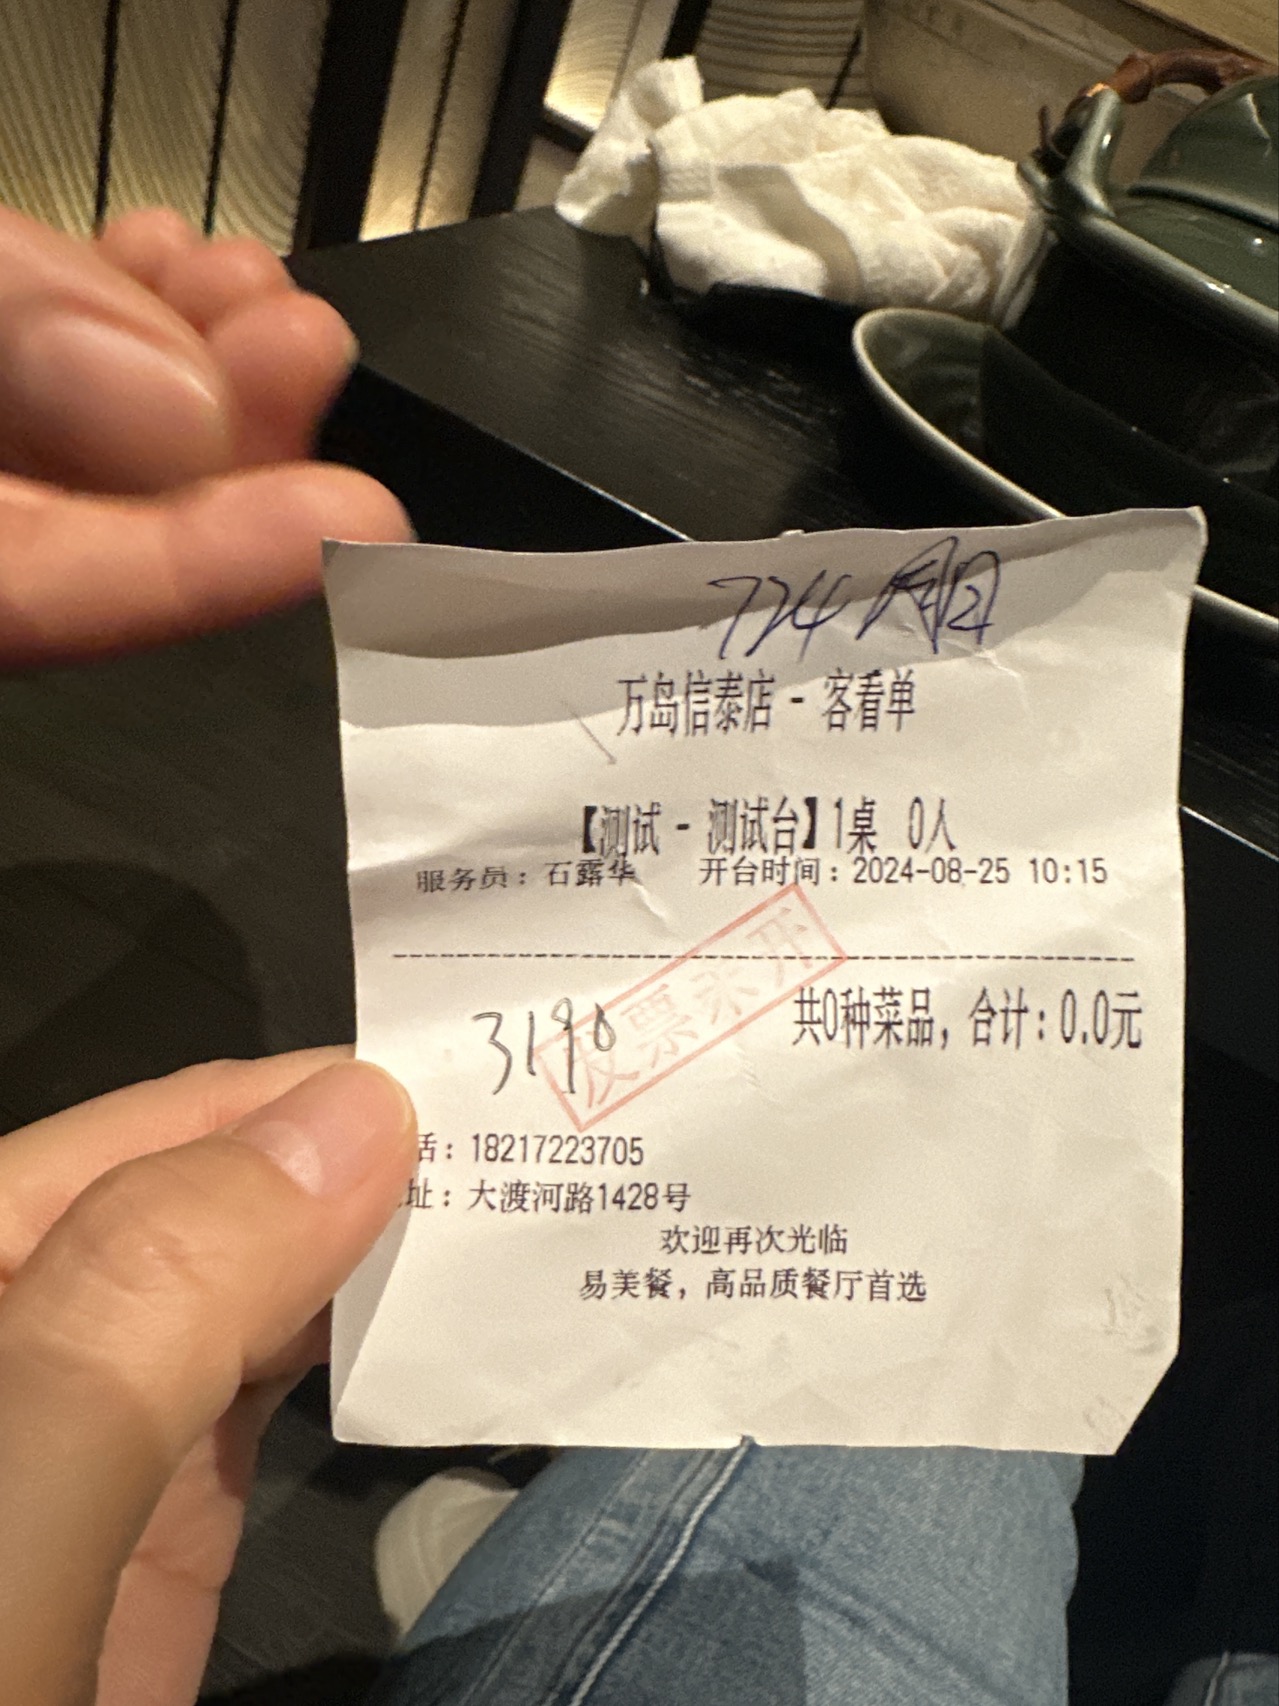 724
万岛信泰店 - 客看单
【测试 - 测试台】1桌 0人
服务员：石露华 开台时间：2024-08-25 10:15
共0种菜品，合计：0.0元
3190
发票未开
话：18217223705
址：大渡河路1428号
欢迎再次光临
易美餐，高品质餐厅首选